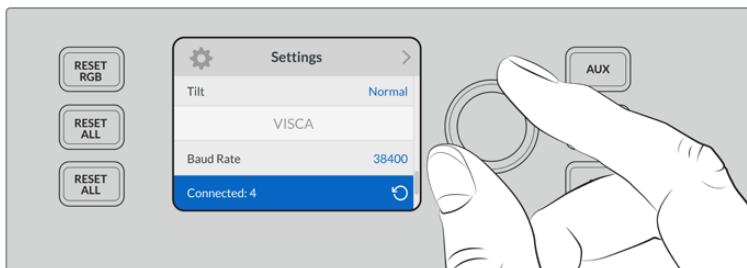 RESET
RGB
RESET
ALL
RESET
ALL
Settings
Tilt Normal
VISCA
Baud Rate 38400
Connected: 4
AUX